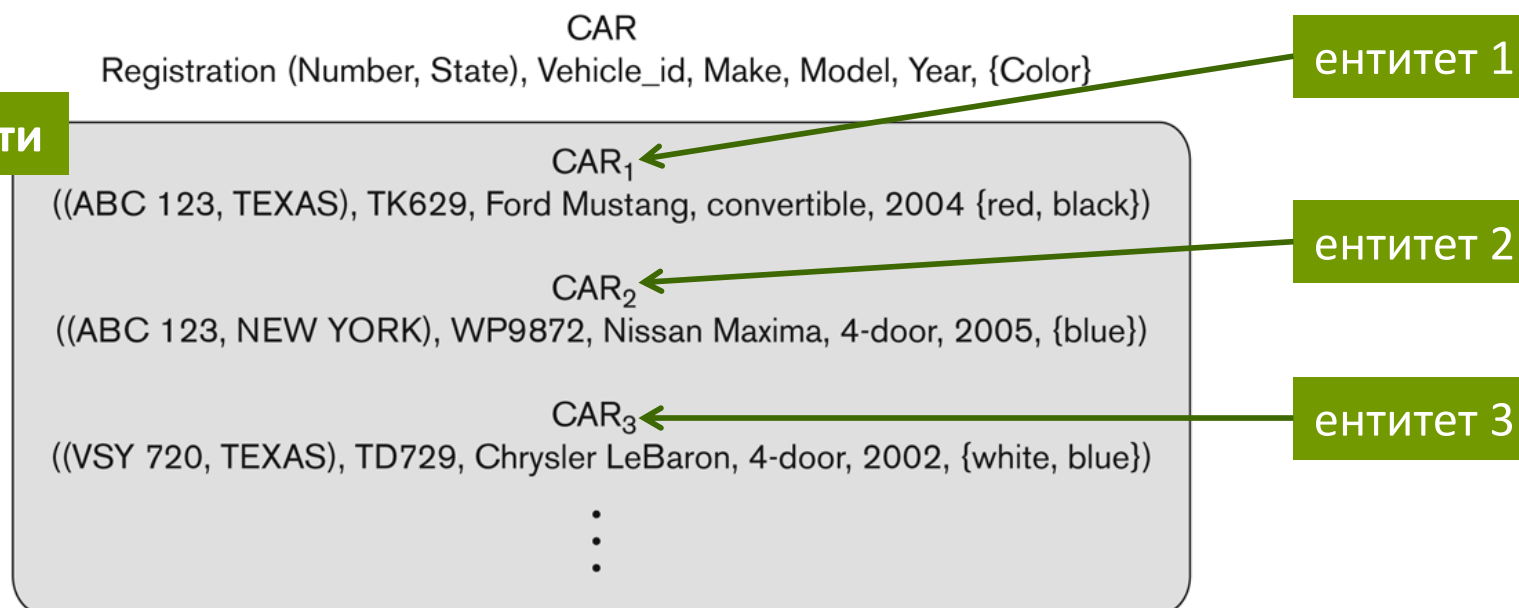 CAR
Registration (Number, State), Vehicle_id, Make, Model, Year, {Color}
ентитет 1
CAR₁
((ABC 123, TEXAS), TK629, Ford Mustang, convertible, 2004 {red, black})
ентитет 2
CAR₂
((ABC 123, NEW YORK), WP9872, Nissan Maxima, 4-door, 2005, {blue})
ентитет 3
CAR₃
((VSY 720, TEXAS), TD729, Chrysler LeBaron, 4-door, 2002, {white, blue})